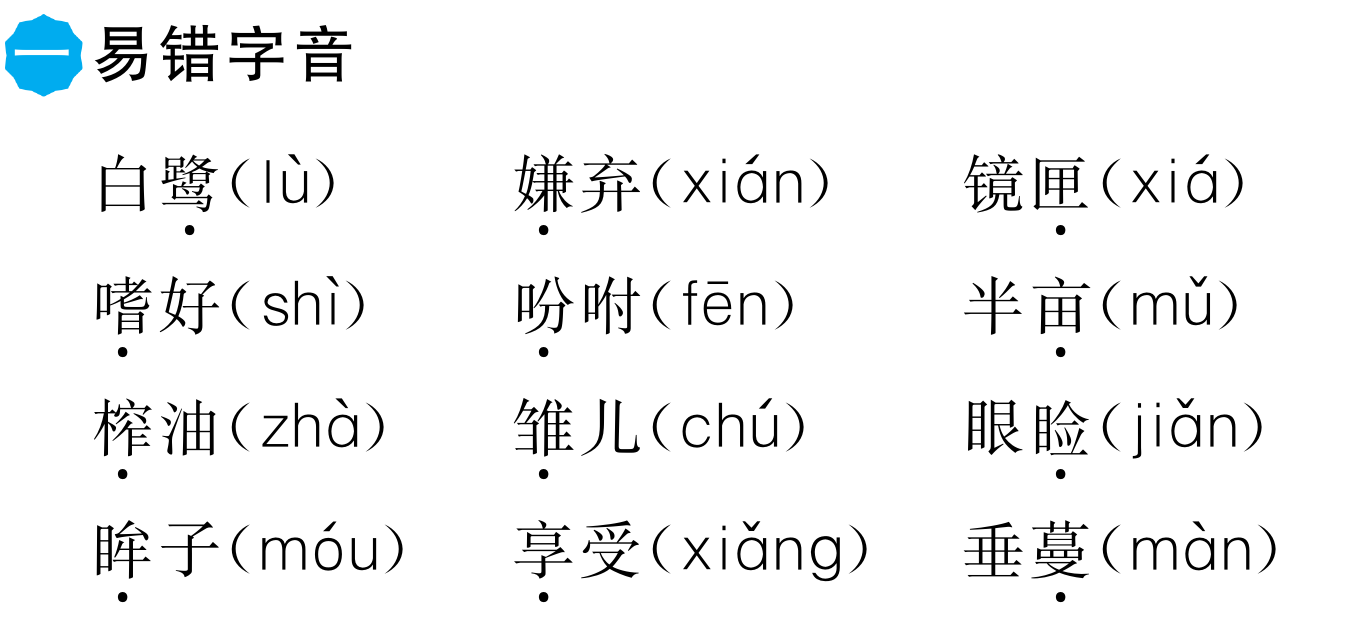 一 易错字音
白鹭(lù) 嫌弃(xián) 镜匣(xiá)
嗜好(shì) 吩咐(fēn) 半亩(mǔ)
榨油(zhà) 雏儿(chú) 眼睑(jiǎn)
眸子(móu) 享受(xiǎng) 垂蔓(màn)